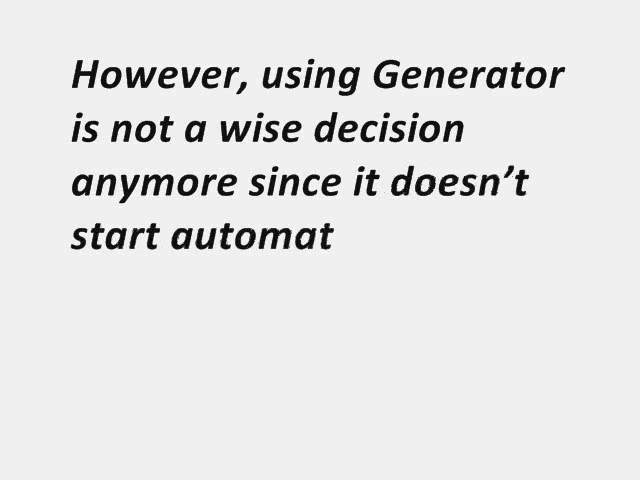 However, using Generator
is not a wise decision
anymore since it doesn’t
start automat